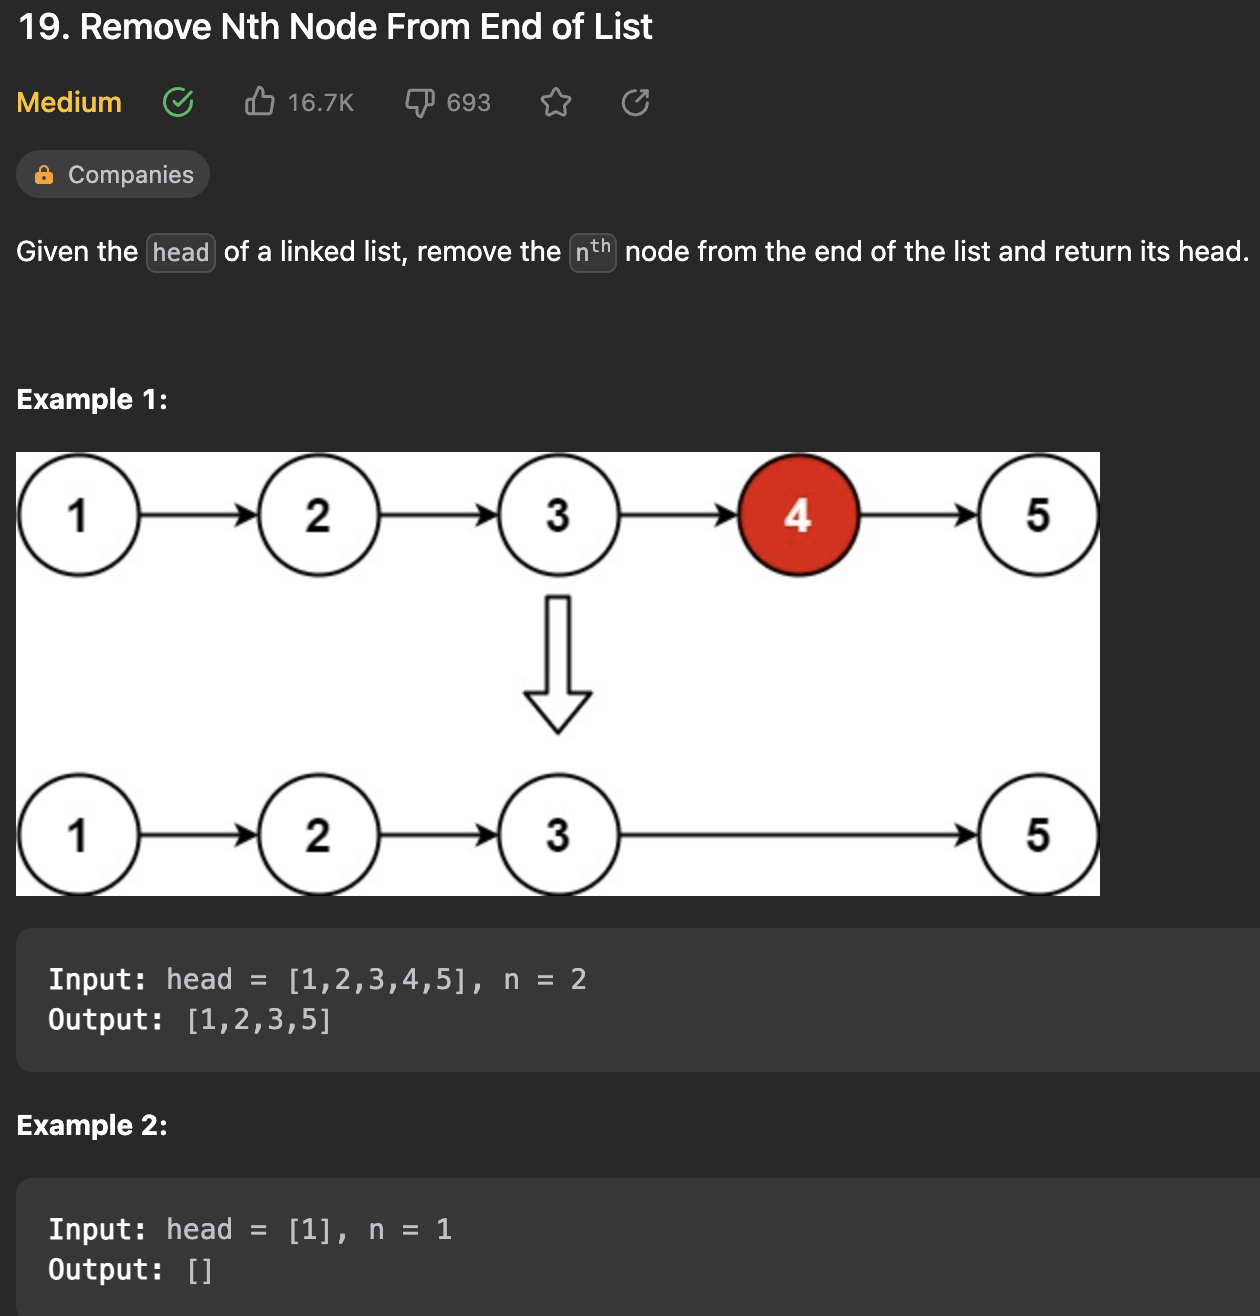 19. Remove Nth Node From End of List
Medium 16.7K 693
Companies
Given the head of a linked list, remove the nth node from the end of the list and return its head.
Example 1:
1 2 3 4 5
1 2 3 5
Input: head = [1,2,3,4,5], n = 2
Output: [1,2,3,5]
Example 2:
Input: head = [1], n = 1
Output: []